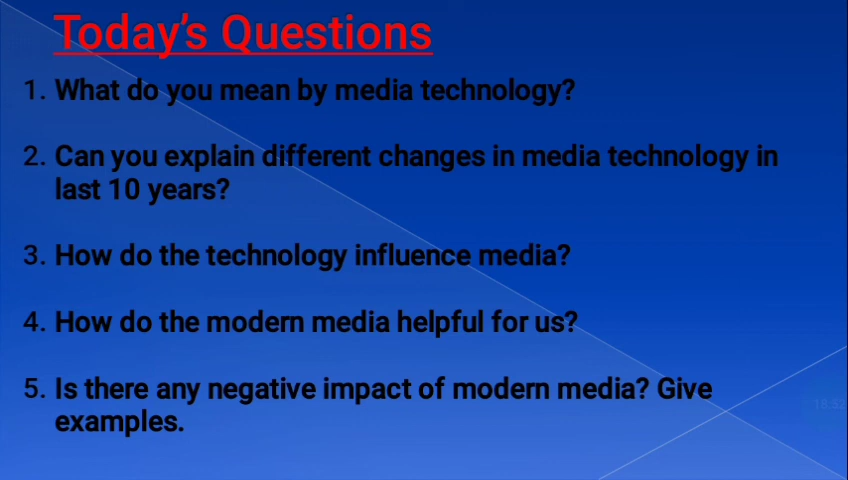 Today's Questions
1. What do you mean by media technology?
2. Can you explain different changes in media technology in
last 10 years?
3. How do the technology influence media?
4. How do the modern media helpful for us?
5. Is there any negative impact of modern media? Give
examples.
18:52